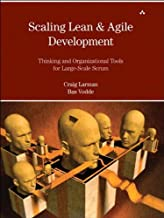 Scaling Lean & Agile
Development
Thinking and Organizational Tools
for Large-Scale Scrum
Craig Larman
Bas Vodde